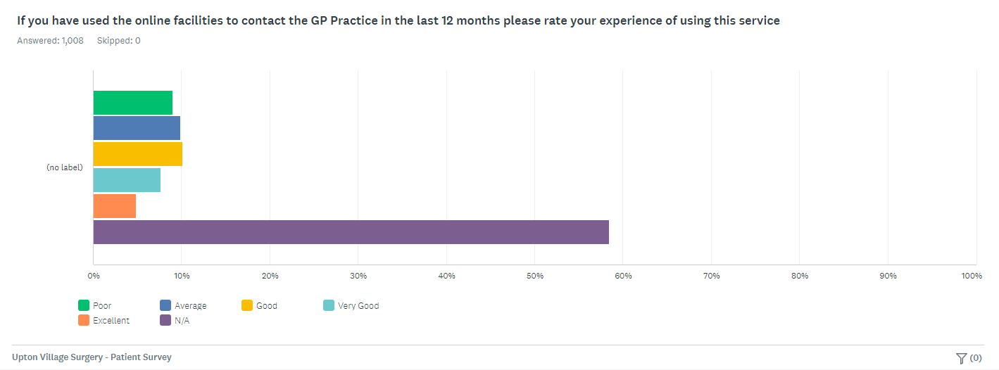 If you have used the online facilities to contact the GP Practice in the last 12 months please rate your experience of using this service
Answered: 1,008 Skipped: 0
(no label)
0% 10% 20% 30% 40% 50% 60% 70% 80% 90% 100%
Poor Average Good Very Good
Excellent N/A
Upton Village Surgery - Patient Survey (0)